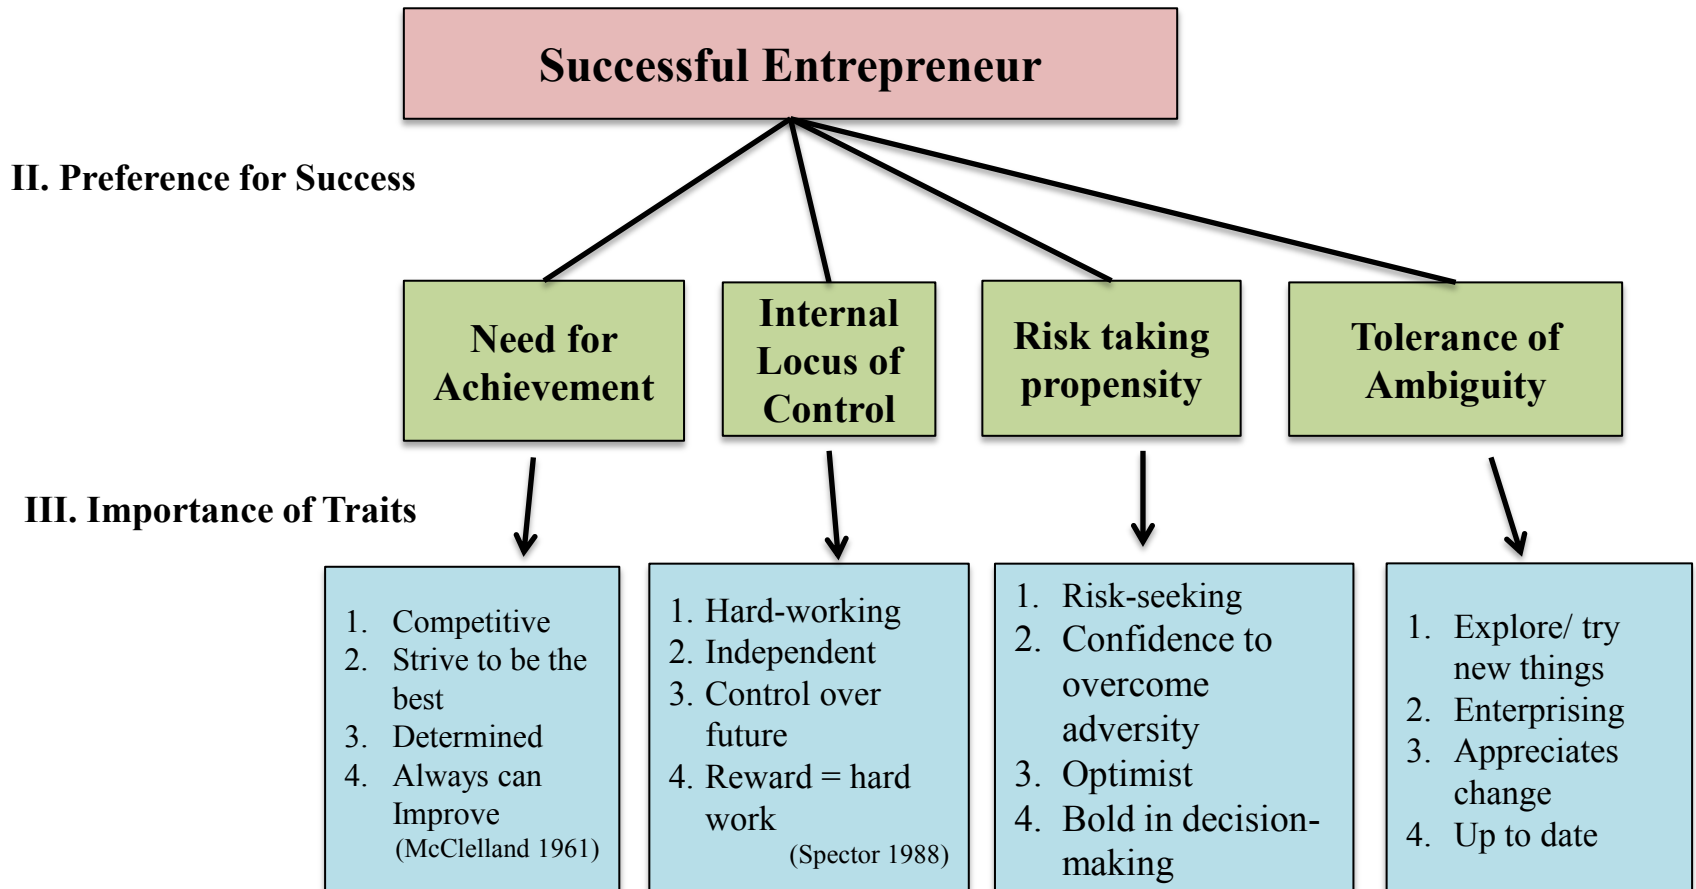 Successful Entrepreneur
II. Preference for Success
Need for
Achievement
Internal
Locus of
Control
Risk taking
propensity
Tolerance of
Ambiguity
III. Importance of Traits
1. Competitive
2. Strive to be the
best
3. Determined
4. Always can
Improve
(McClelland 1961)
1. Hard-working
2. Independent
3. Control over
future
4. Reward = hard
work
(Spector 1988)
1. Risk-seeking
2. Confidence to
overcome
adversity
3. Optimist
4. Bold in decision-
making
1. Explore/ try
new things
2. Enterprising
3. Appreciates
change
4. Up to date